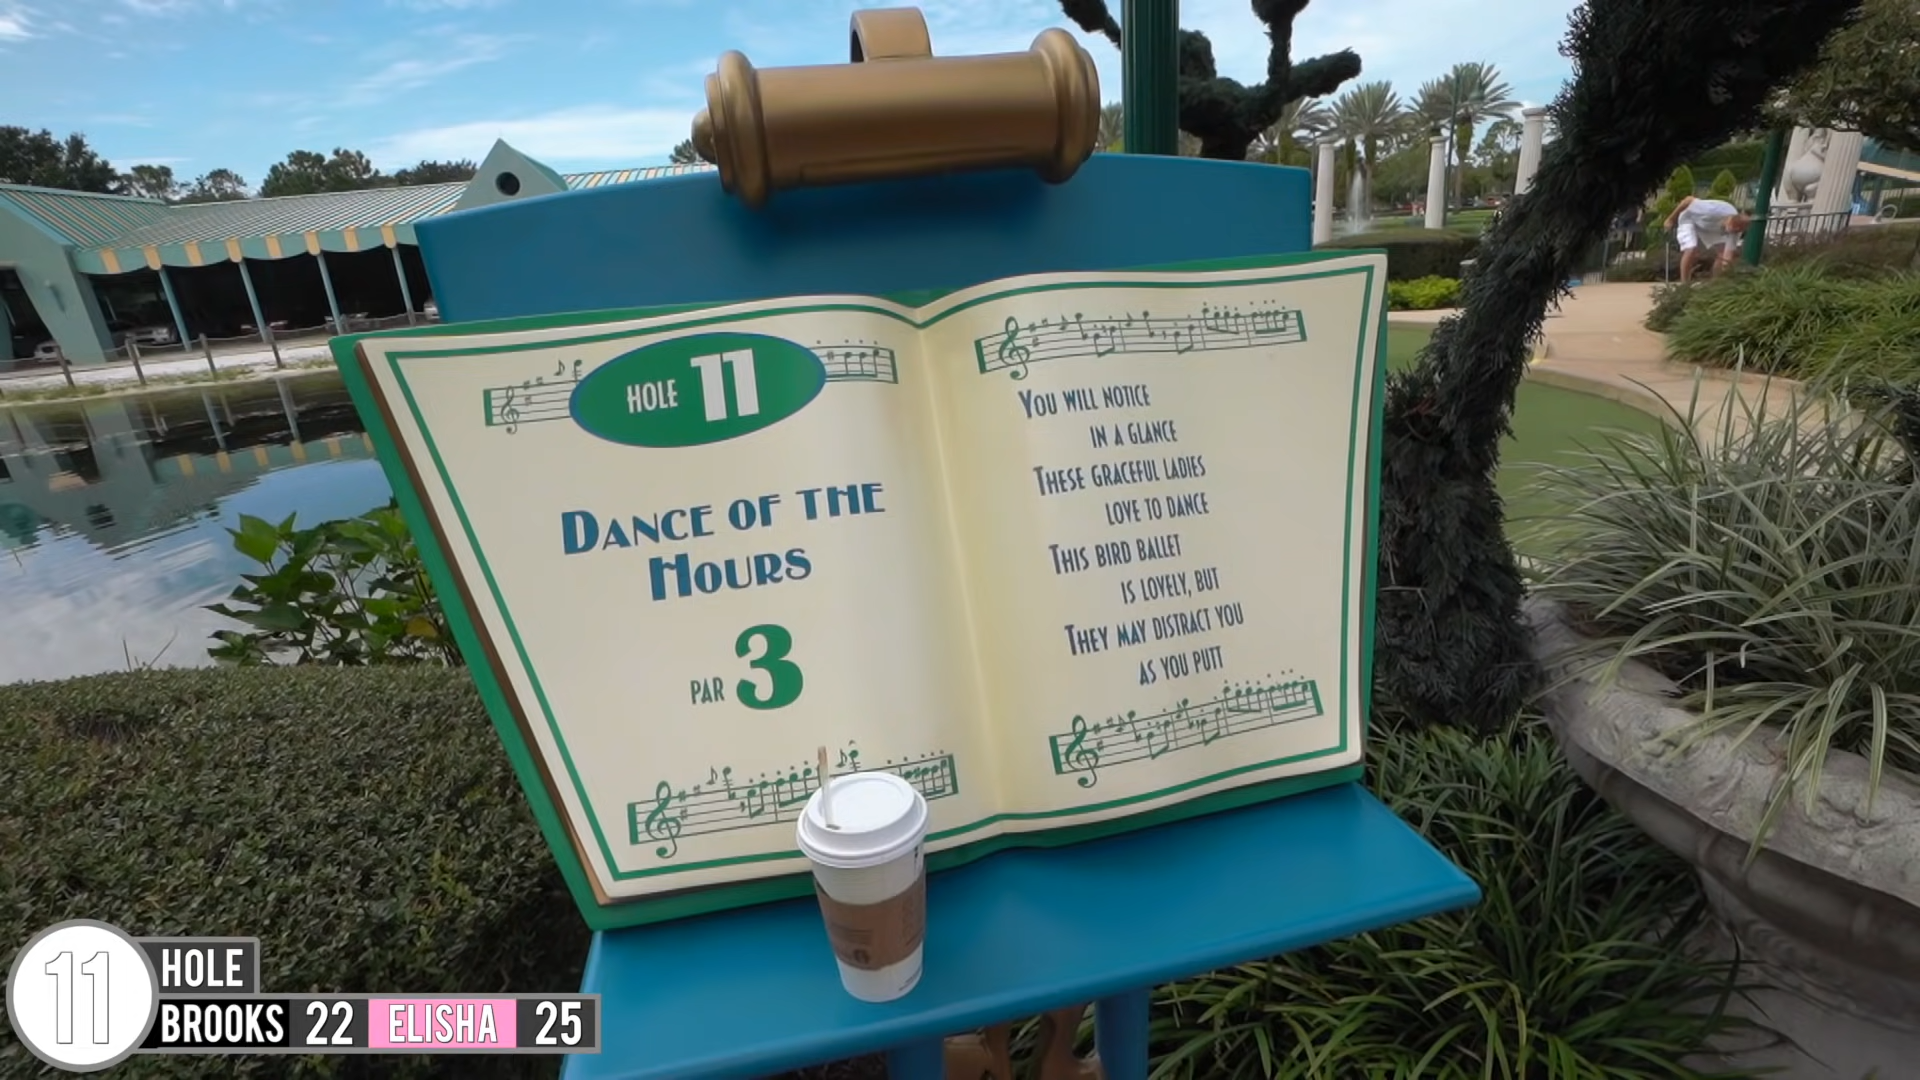 HOLE 11
DANCE OF THE
HOURS
PAR 3
YOU WILL NOTICE
IN A GLANCE
THESE GRACEFUL LADIES
LOVE TO DANCE
THIS BIRD BALLET
IS LOVELY, BUT
THEY MAY DISTRACT YOU
AS YOU PUTT
11 HOLE
BROOKS 22 ELISHA 25